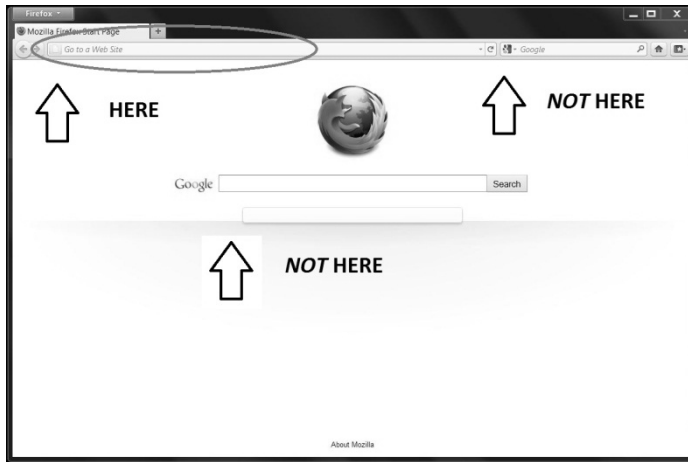 Firefox
Mozilla Firefox Start Page +
Go to a Web Site
Google
HERE
NOT HERE
Google Search
NOT HERE
About Mozilla